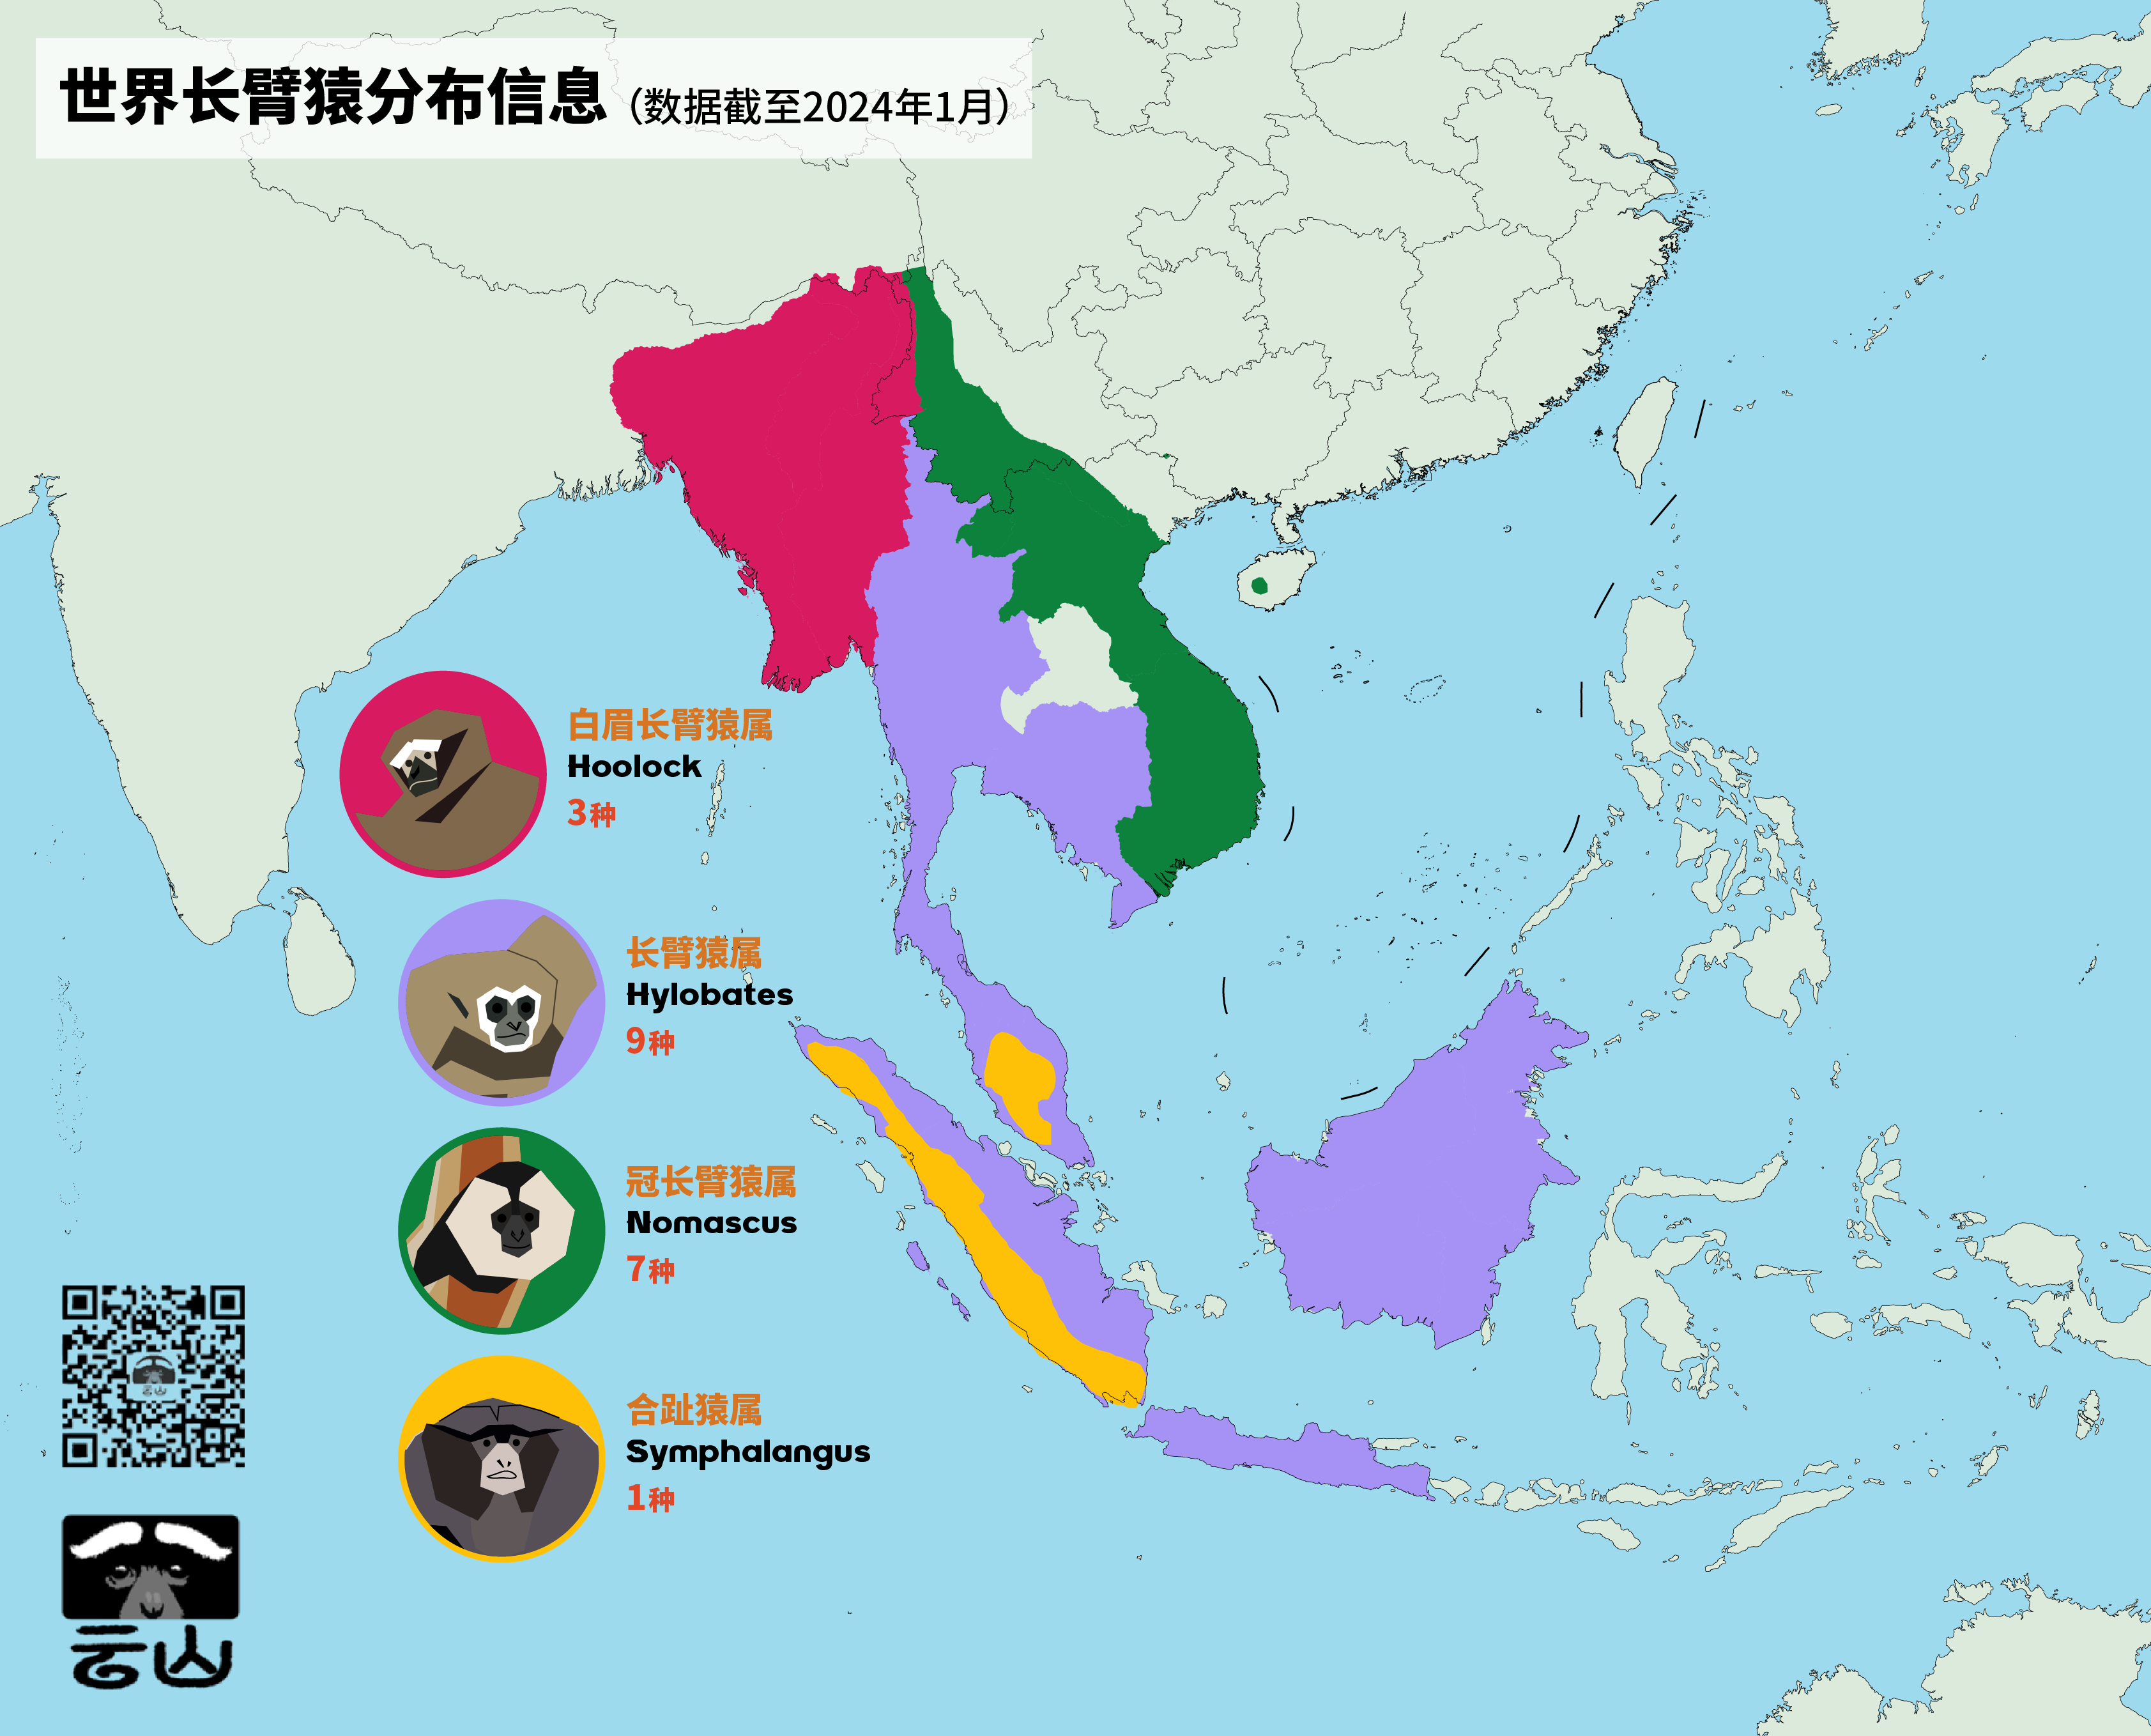 世界长臂猿分布信息（数据截至2024年1月）
白眉长臂猿属
Hoolock
3种
长臂猿属
Hylobates
9种
冠长臂猿属
Nomascus
7种
合趾猿属
Symphalangus
1种
云山